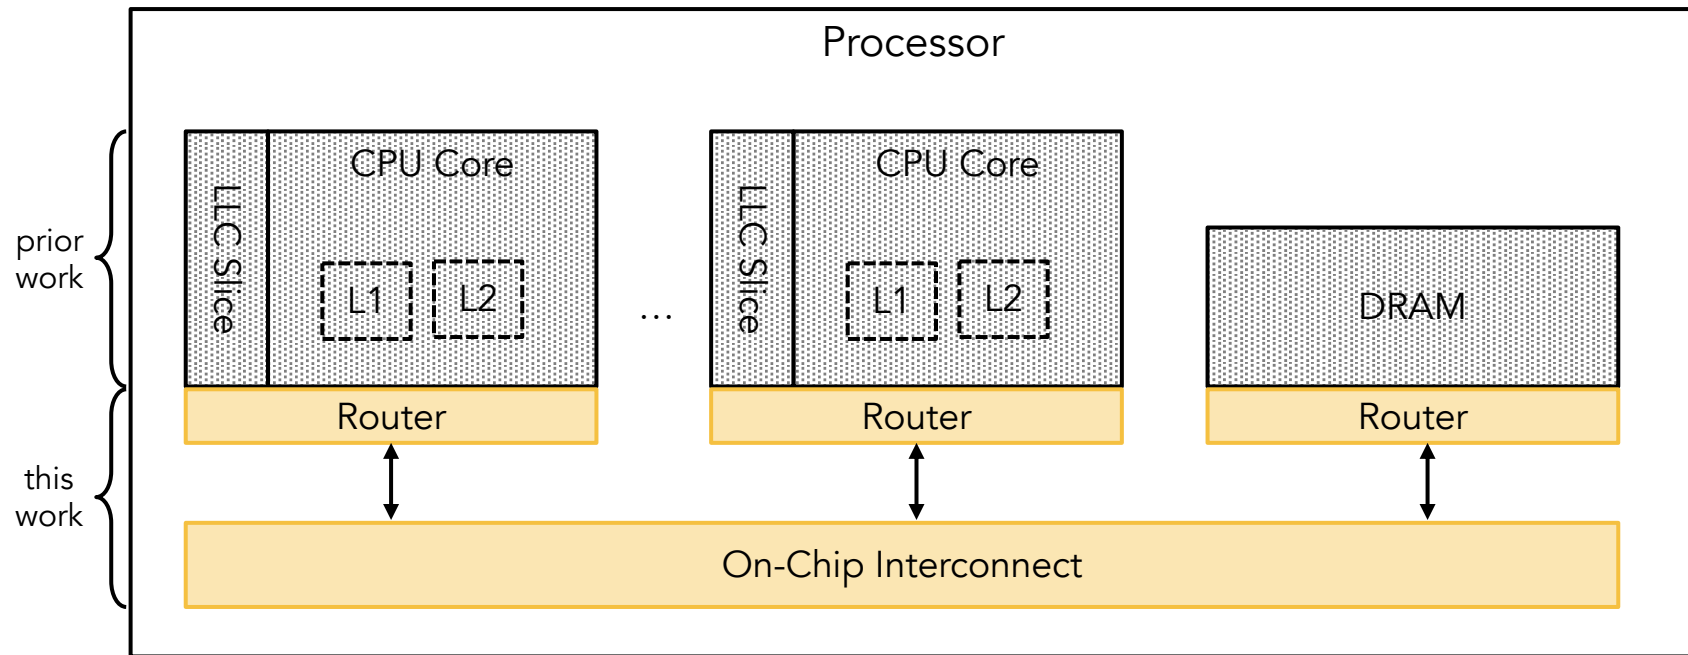 Processor
prior
work
LLC Slice
CPU Core
L1
L2
...
LLC Slice
CPU Core
L1
L2
DRAM
Router
Router
Router
this
work
On-Chip Interconnect